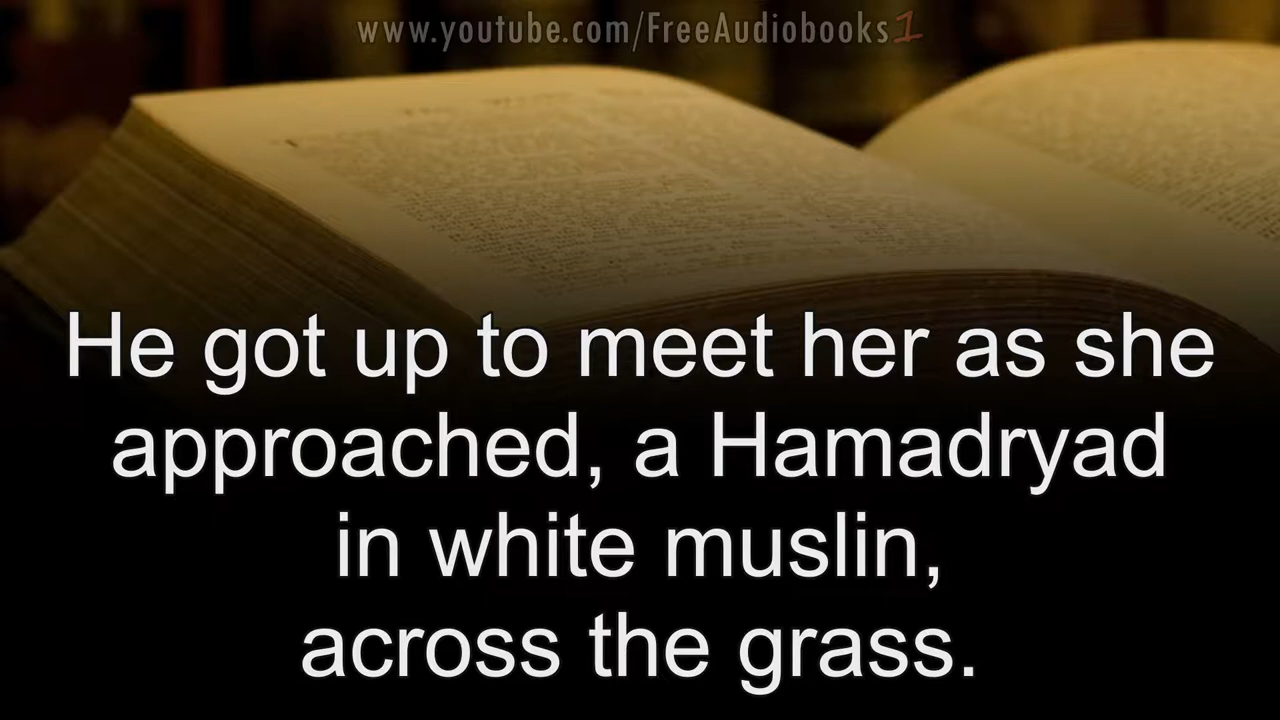 www.youtube.com/FreeAudiobooks1
He got up to meet her as she
approached, a Hamadryad
in white muslin,
across the grass.